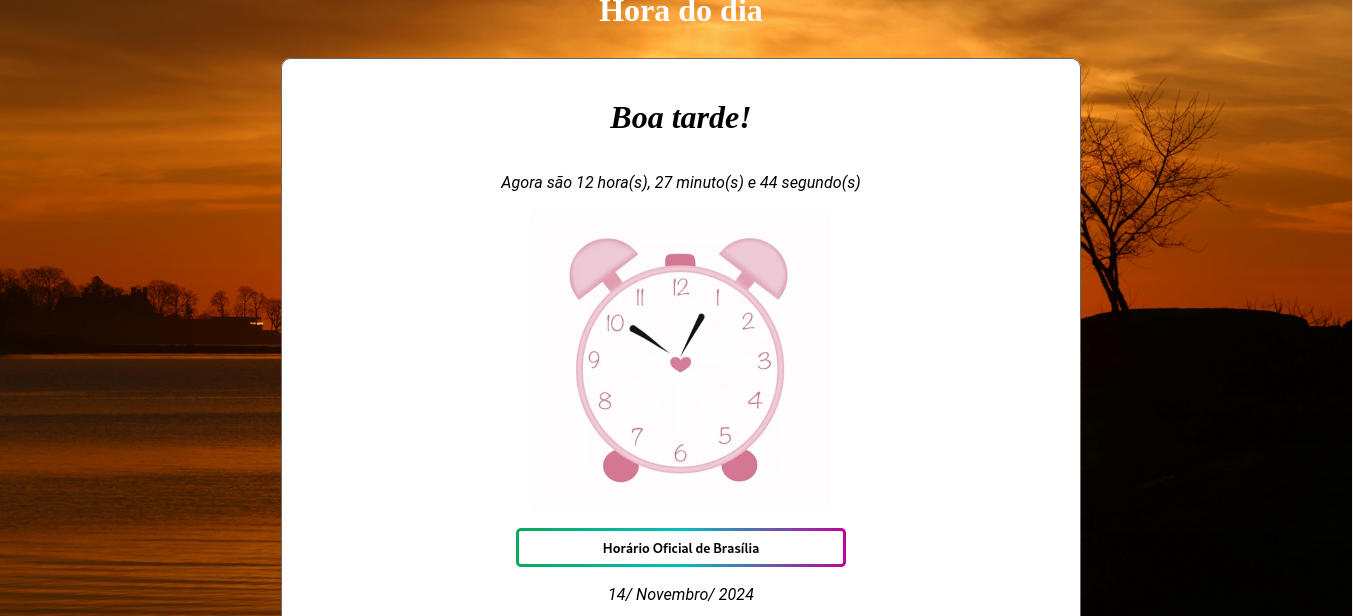 Hora do dia
Boa tarde!
Agora são 12 hora(s), 27 minuto(s) e 44 segundo(s)
12
11
1
10
2
9
3
8
4
7
5
6
Horário Oficial de Brasília
14/ Novembro/ 2024